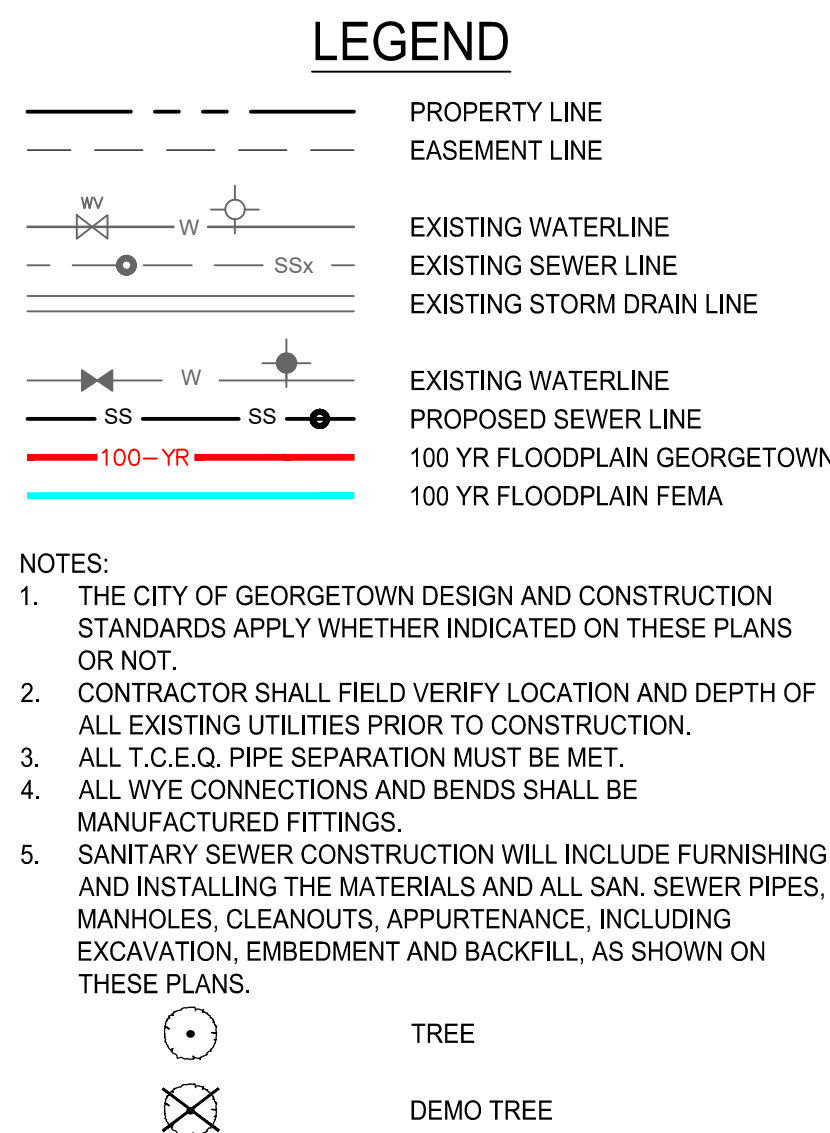 LEGEND
PROPERTY LINE
EASEMENT LINE
WV
W
EXISTING WATERLINE
SSx
EXISTING SEWER LINE
EXISTING STORM DRAIN LINE
W
EXISTING WATERLINE
SS SS
PROPOSED SEWER LINE
100-YR
100 YR FLOODPLAIN GEORGETOWN
100 YR FLOODPLAIN FEMA
NOTES:
1. THE CITY OF GEORGETOWN DESIGN AND CONSTRUCTION
STANDARDS APPLY WHETHER INDICATED ON THESE PLANS
OR NOT.
2. CONTRACTOR SHALL FIELD VERIFY LOCATION AND DEPTH OF
ALL EXISTING UTILITIES PRIOR TO CONSTRUCTION.
3. ALL T.C.E.Q. PIPE SEPARATION MUST BE MET.
4. ALL WYE CONNECTIONS AND BENDS SHALL BE
MANUFACTURED FITTINGS.
5. SANITARY SEWER CONSTRUCTION WILL INCLUDE FURNISHING
AND INSTALLING THE MATERIALS AND ALL SAN. SEWER PIPES,
MANHOLES, CLEANOUTS, APPURTENANCE, INCLUDING
EXCAVATION, EMBEDMENT AND BACKFILL, AS SHOWN ON
THESE PLANS.
TREE
DEMO TREE